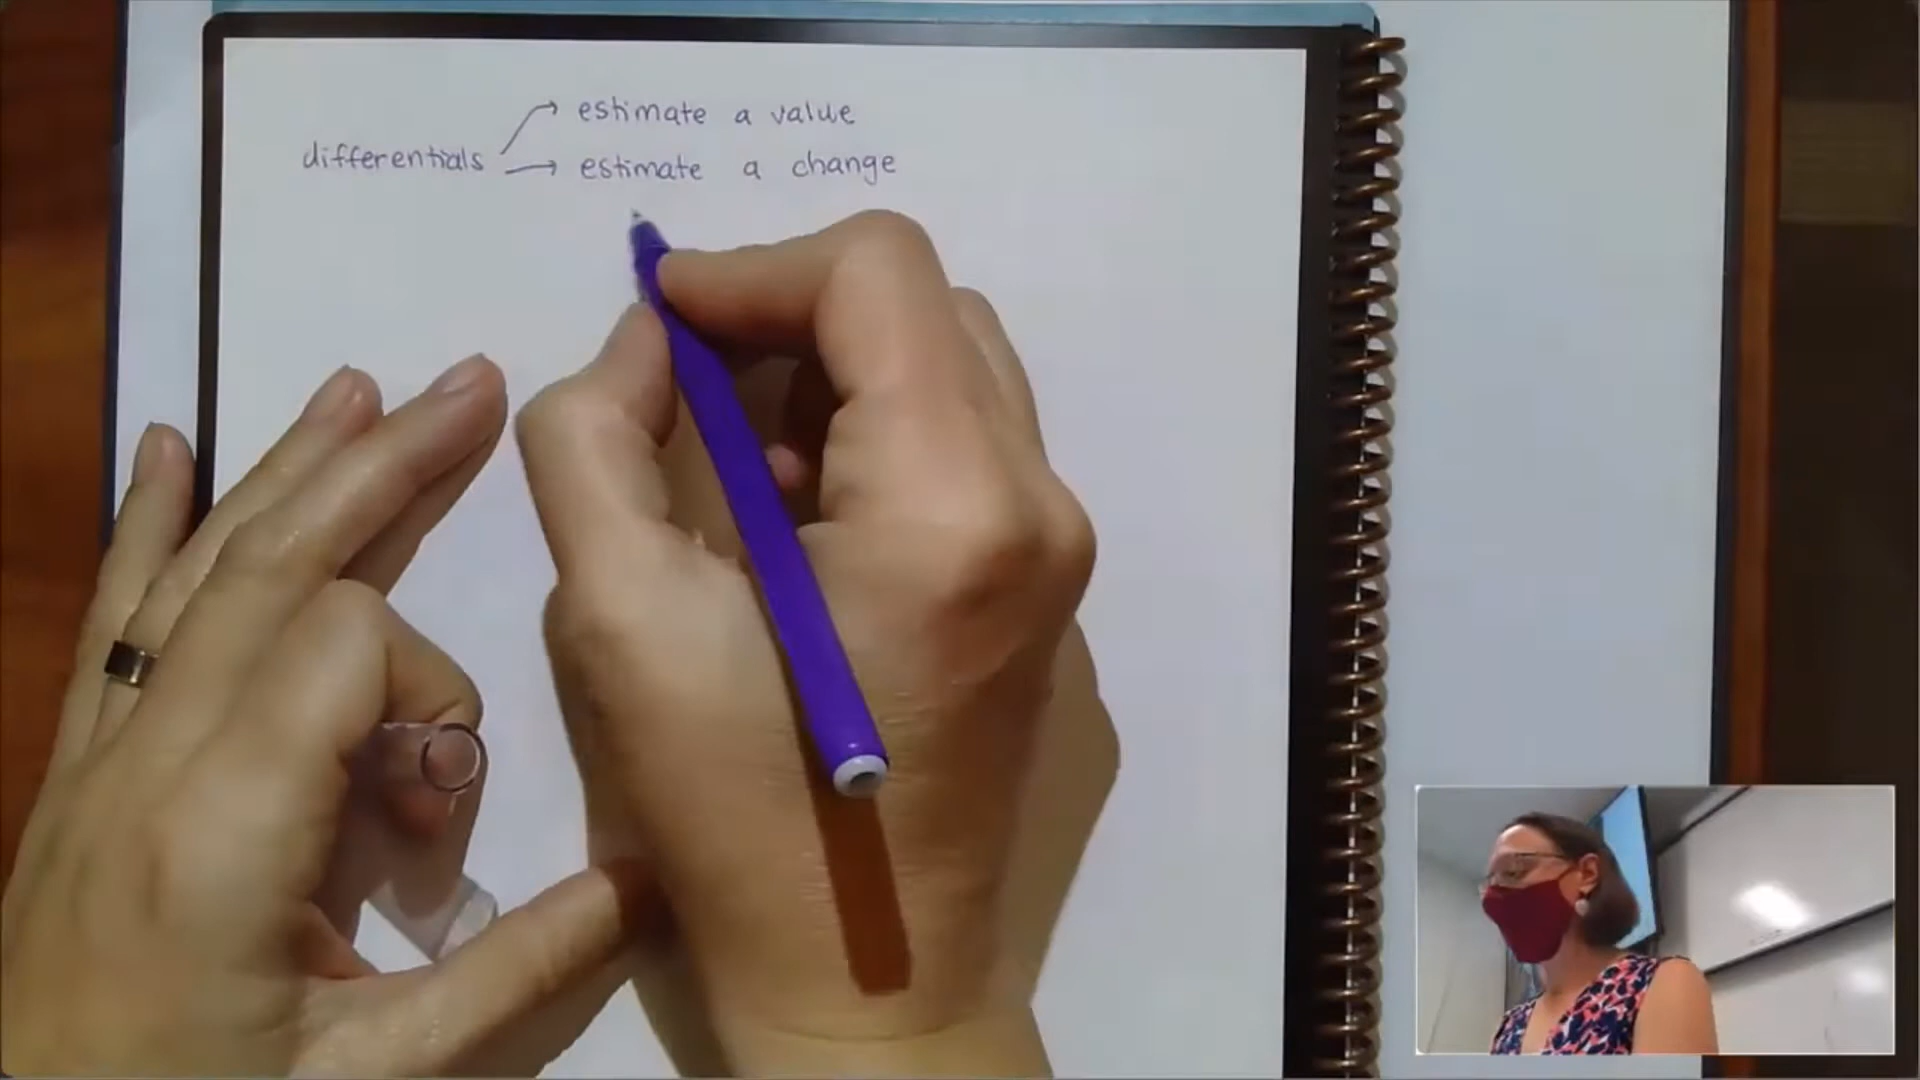 estimate a value
differentials
estimate a change